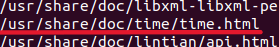 /usr/share/doc/libxml-libxml-pe
/usr/share/doc/time/time.html
/usr/share/doc/lintian/api.html